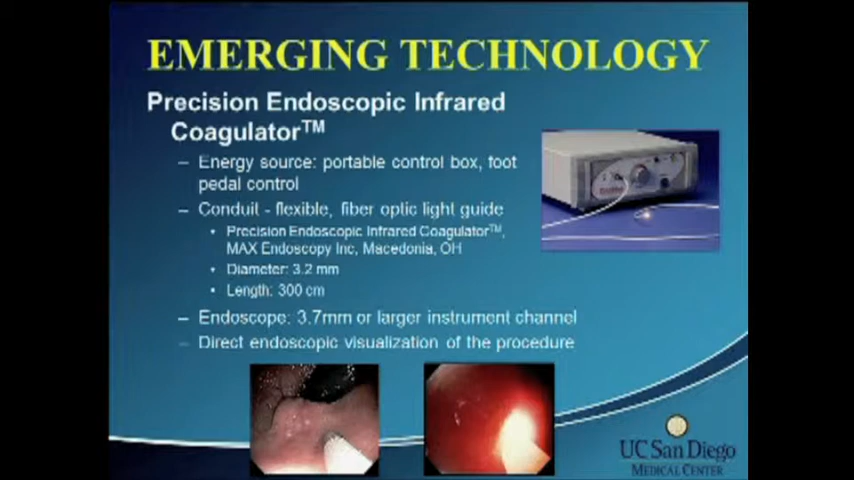 EMERGING TECHNOLOGY
Precision Endoscopic Infrared
Coagulator™
– Energy source: portable control box, foot
pedal control
– Conduit - flexible, fiber optic light guide
• Precision Endoscopic Infrared Coagulator™,
MAX Endoscopy Inc, Macedonia, OH
• Diameter: 3.2 mm
• Length: 300 cm
– Endoscope: 3.7mm or larger instrument channel
– Direct endoscopic visualization of the procedure
UC San Diego
MEDICAL CENTER